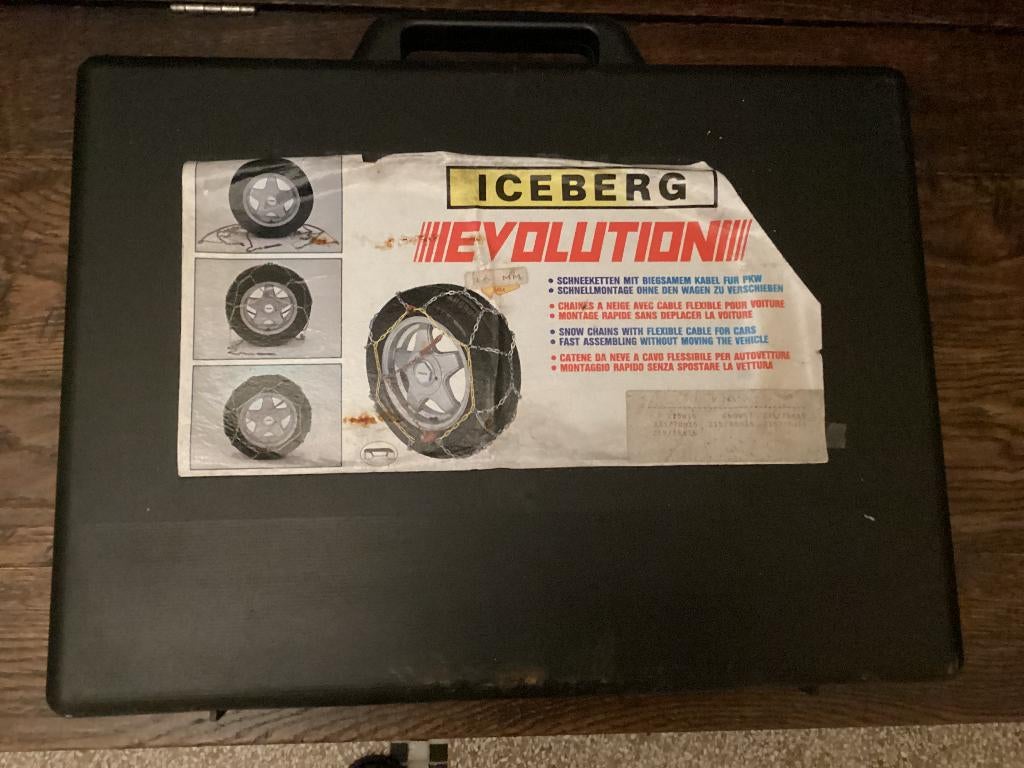 ICEBERG
EVOLUTION
• SCHNEEKETTEN MIT BIEGSAMEM KABEL FUR PKW
• SCHNELLMONTAGE OHNE DEN WAGEN ZU VERSCHIEBEN
• CHAINES A NEIGE AVEC CABLE FLEXIBLE POUR VOITURE
• MONTAGE RAPIDE SANS DEPLACER LA VOITURE
• SNOW CHAINS WITH FLEXIBLE CABLE FOR CARS
• FAST ASSEMBLING WITHOUT MOVING THE VEHICLE
• CATENE DA NEVE A CAVO FLESSIBILE PER AUTOVETTURE
• MONTAGGIO RAPIDO SENZA SPOSTARE LA VETTURA